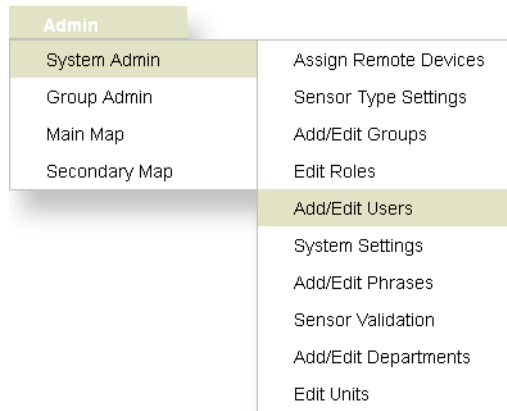 Admin
System Admin
Group Admin
Main Map
Secondary Map
Assign Remote Devices
Sensor Type Settings
Add/Edit Groups
Edit Roles
Add/Edit Users
System Settings
Add/Edit Phrases
Sensor Validation
Add/Edit Departments
Edit Units